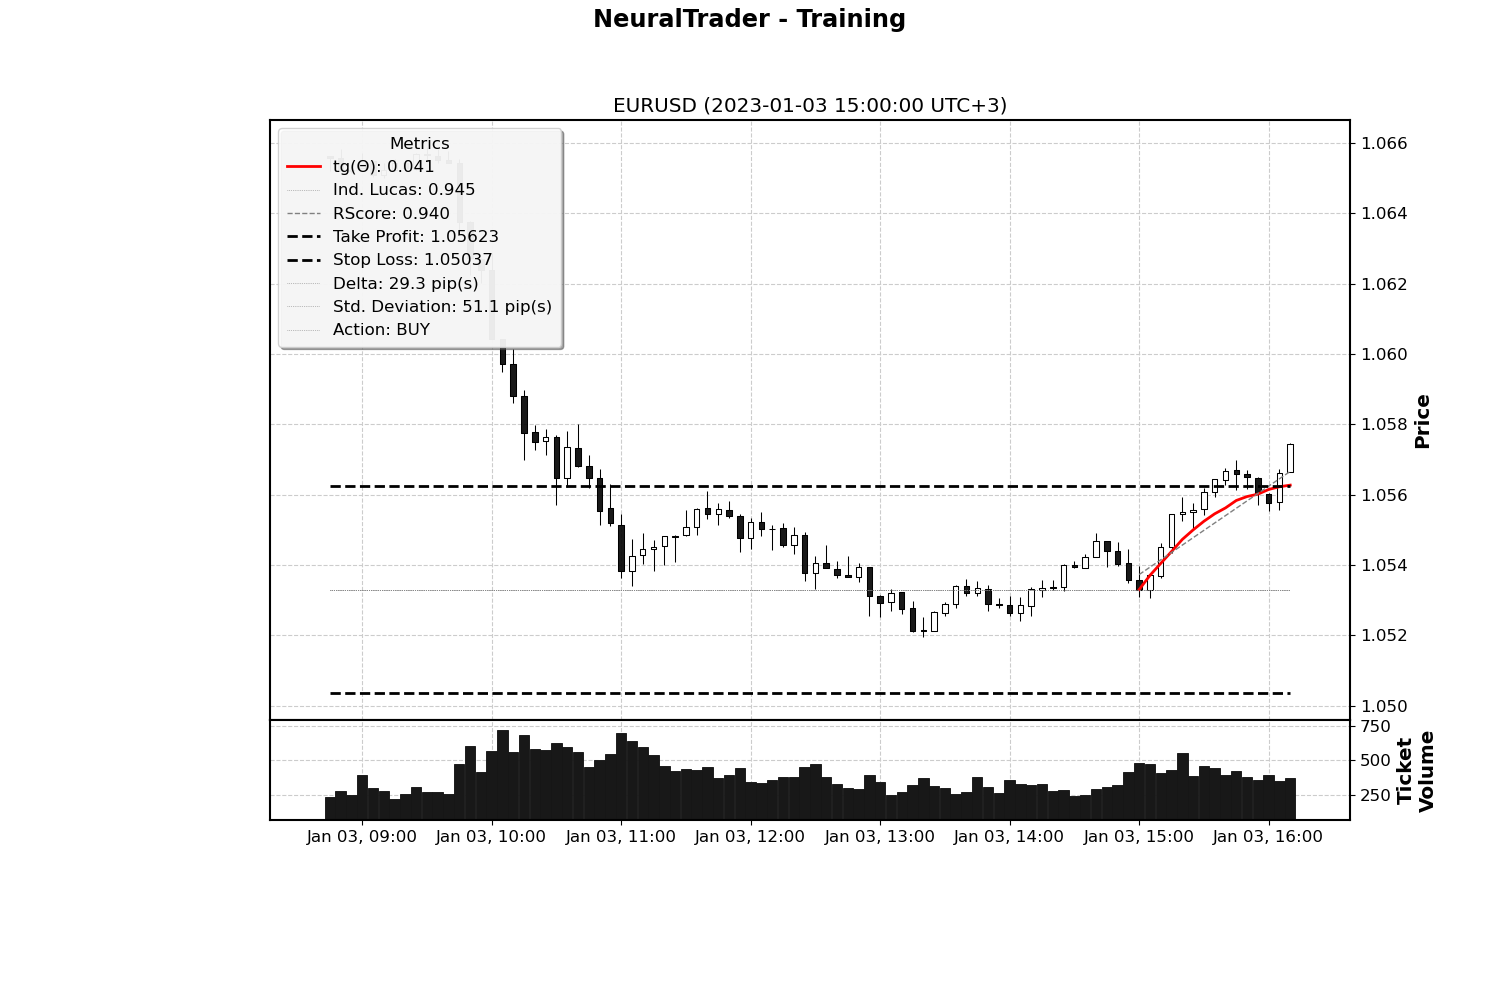 NeuralTrader - Training
EURUSD (2023-01-03 15:00:00 UTC+3)
Metrics
tg(Θ): 0.041
Ind. Lucas: 0.945
RScore: 0.940
Take Profit: 1.05623
Stop Loss: 1.05037
Delta: 29.3 pip(s)
Std. Deviation: 51.1 pip(s)
Action: BUY
1.066
1.064
1.062
1.060
1.058
1.056
1.054
1.052
1.050
Price
750
500
250
Ticket
Volume
Jan 03, 09:00
Jan 03, 10:00
Jan 03, 11:00
Jan 03, 12:00
Jan 03, 13:00
Jan 03, 14:00
Jan 03, 15:00
Jan 03, 16:00